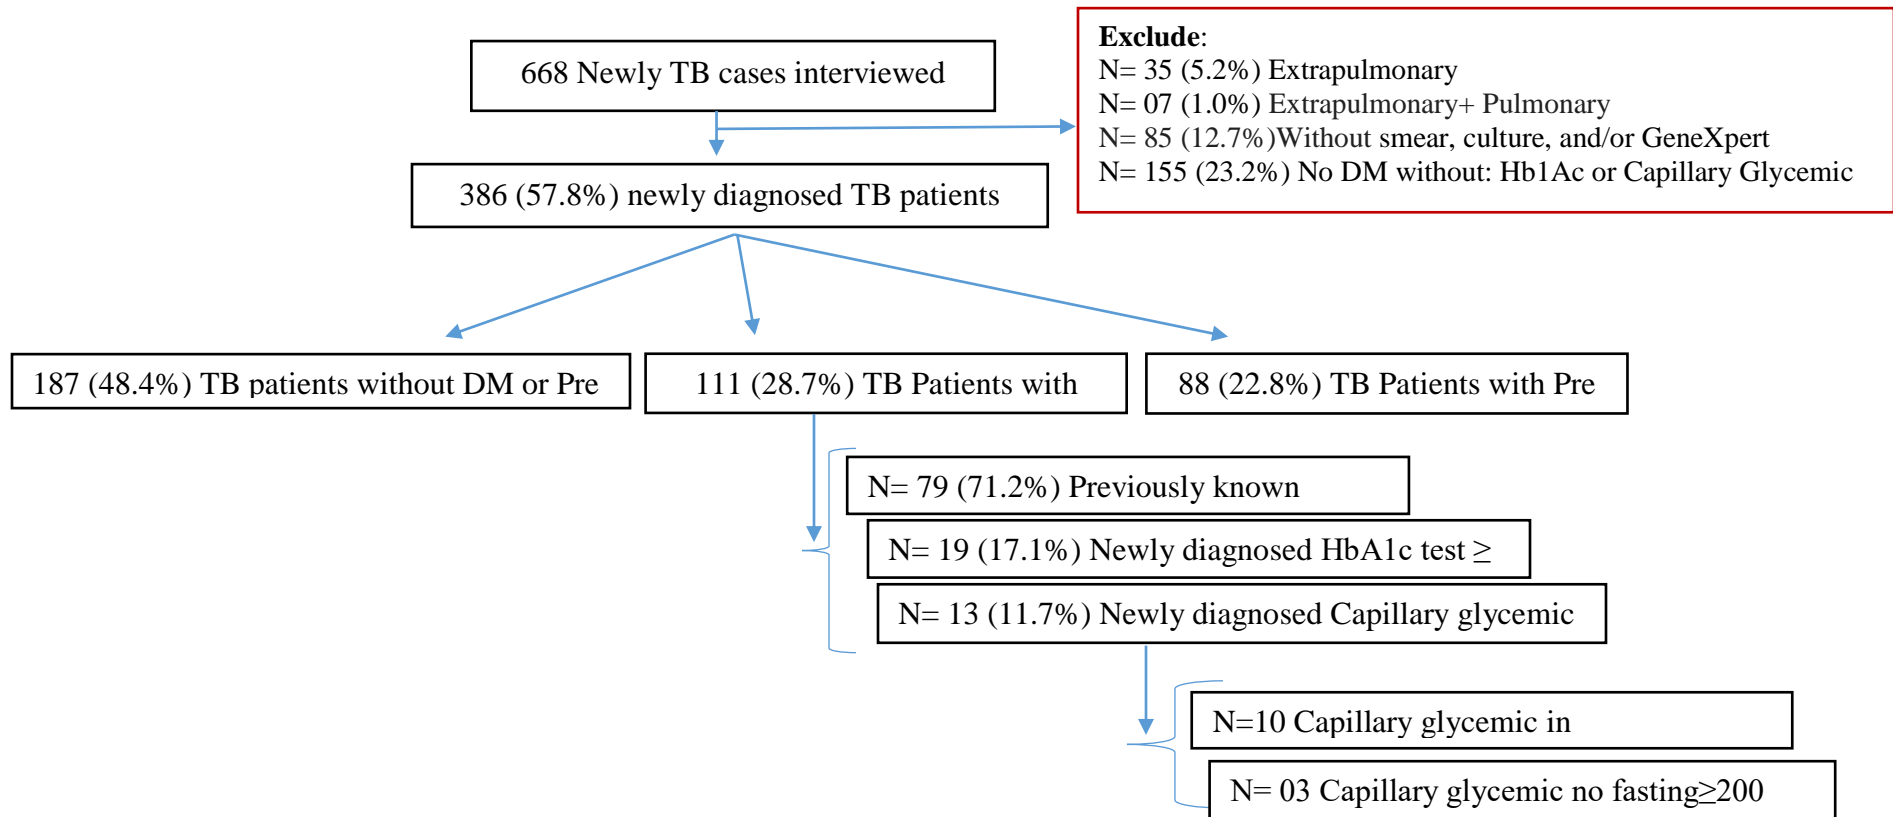 668 Newly TB cases interviewed
Exclude:
N= 35 (5.2%) Extrapulmonary
N= 07 (1.0%) Extrapulmonary+ Pulmonary
N= 85 (12.7%)Without smear, culture, and/or GeneXpert
N= 155 (23.2%) No DM without: Hb1Ac or Capillary Glycemic
386 (57.8%) newly diagnosed TB patients
187 (48.4%) TB patients without DM or Pre
111 (28.7%) TB Patients with
88 (22.8%) TB Patients with Pre
N= 79 (71.2%) Previously known
N= 19 (17.1%) Newly diagnosed HbA1c test ≥
N= 13 (11.7%) Newly diagnosed Capillary glycemic
N=10 Capillary glycemic in
N= 03 Capillary glycemic no fasting≥200